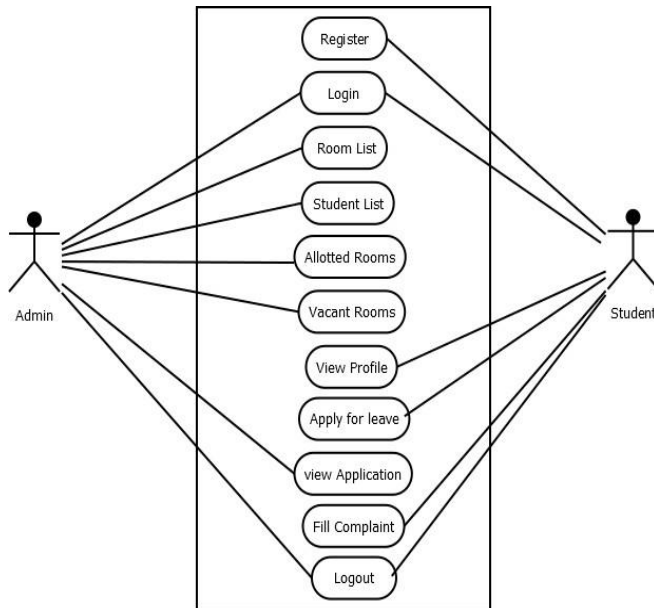 Register
Login
Room List
Student List
Allotted Rooms
Vacant Rooms
Admin
Student
View Profile
Apply for leave
view Application
Fill Complaint
Logout